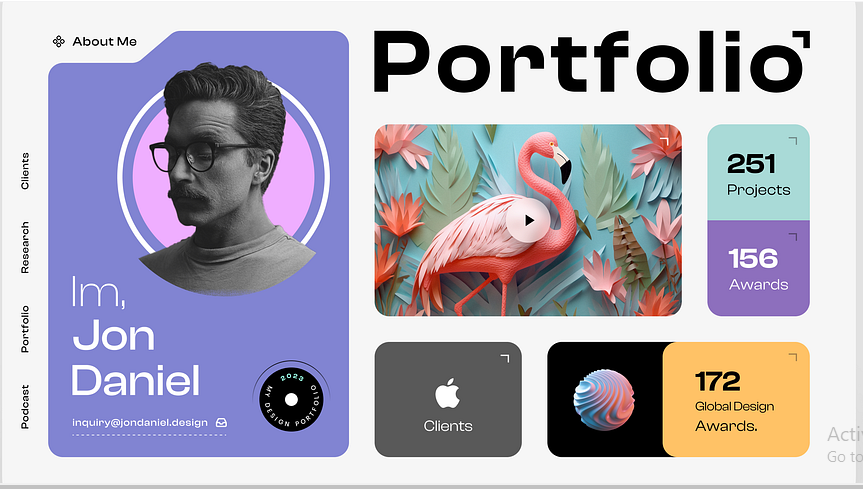 About Me
Portfolio
Clients
Research
Portfolio
Podcast
Im,
Jon
Daniel
inquiry@jondaniel.design
2023
MY DESIGN PORTFOLIO
251
Projects
156
Awards
Clients
172
Global Design
Awards.
Go to